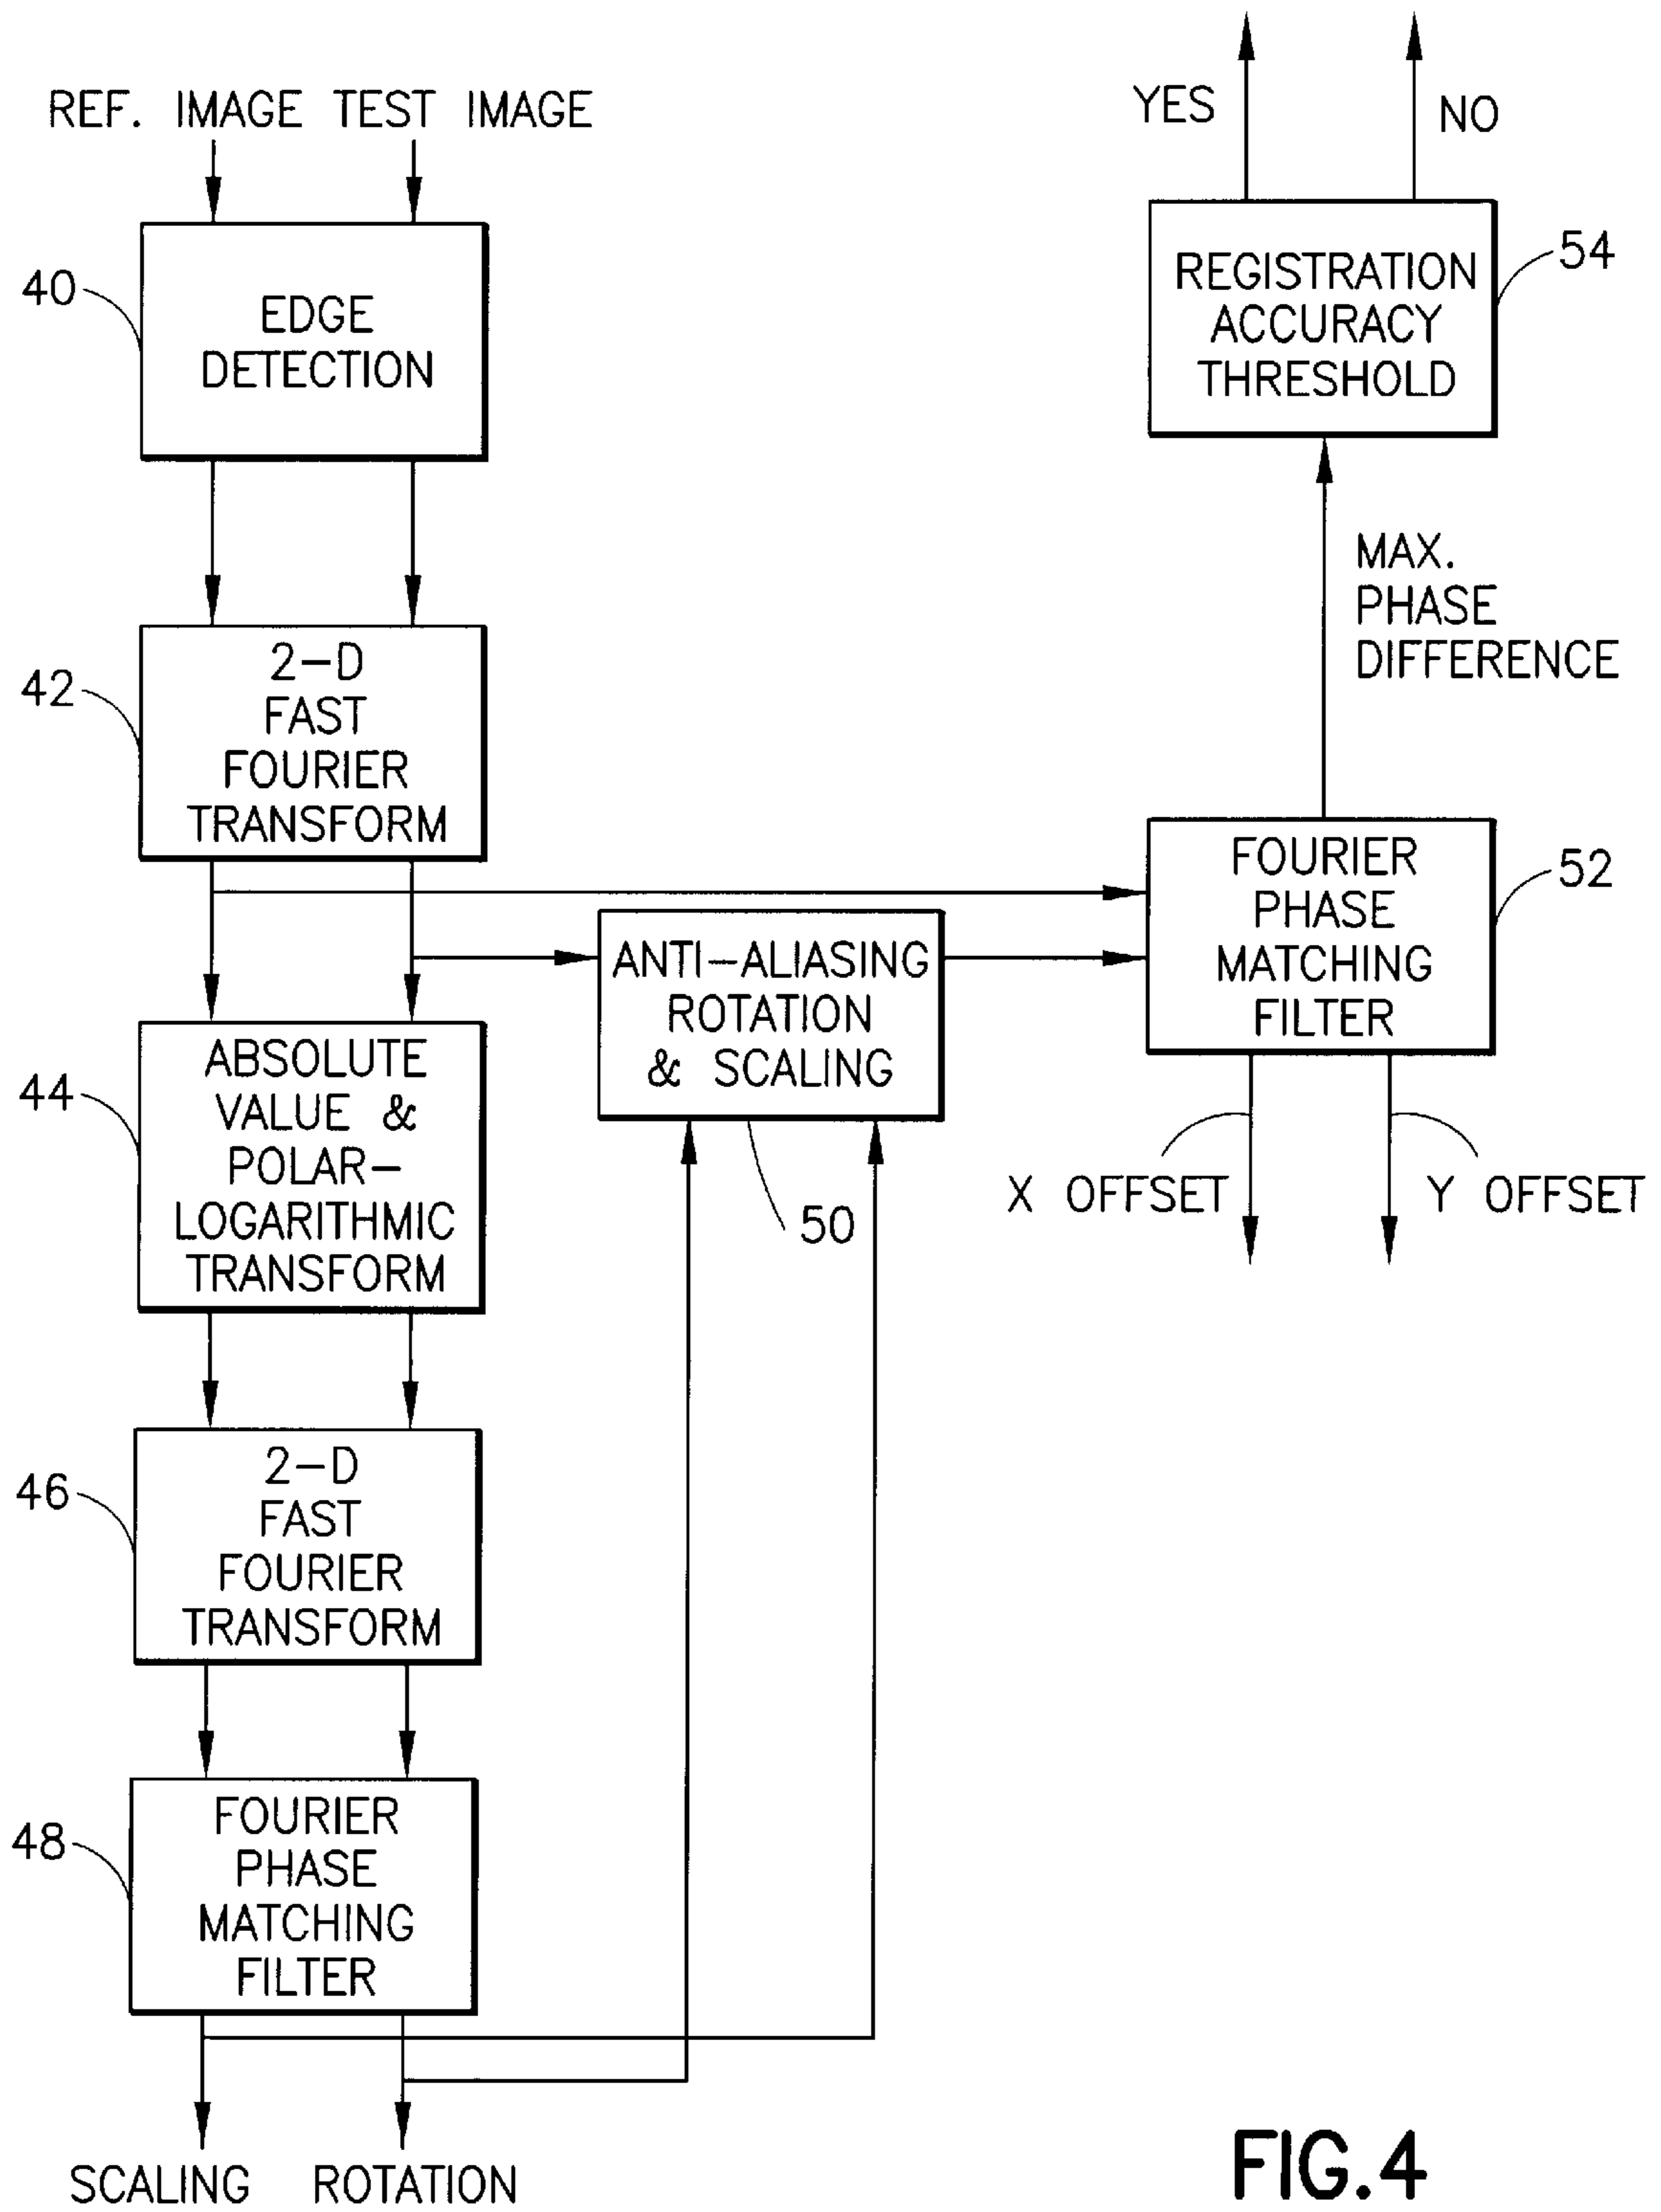 REF. IMAGE TEST IMAGE
40
EDGE
DETECTION
42
2-D
FAST
FOURIER
TRANSFORM
44
ABSOLUTE
VALUE &
POLAR-
LOGARITHMIC
TRANSFORM
46
2-D
FAST
FOURIER
TRANSFORM
48
FOURIER
PHASE
MATCHING
FILTER
SCALING
ROTATION
ANTI-ALIASING
ROTATION
& SCALING
50
YES
NO
REGISTRATION
ACCURACY
THRESHOLD
54
MAX.
PHASE
DIFFERENCE
FOURIER
PHASE
MATCHING
FILTER
52
X OFFSET
Y OFFSET
FIG.4